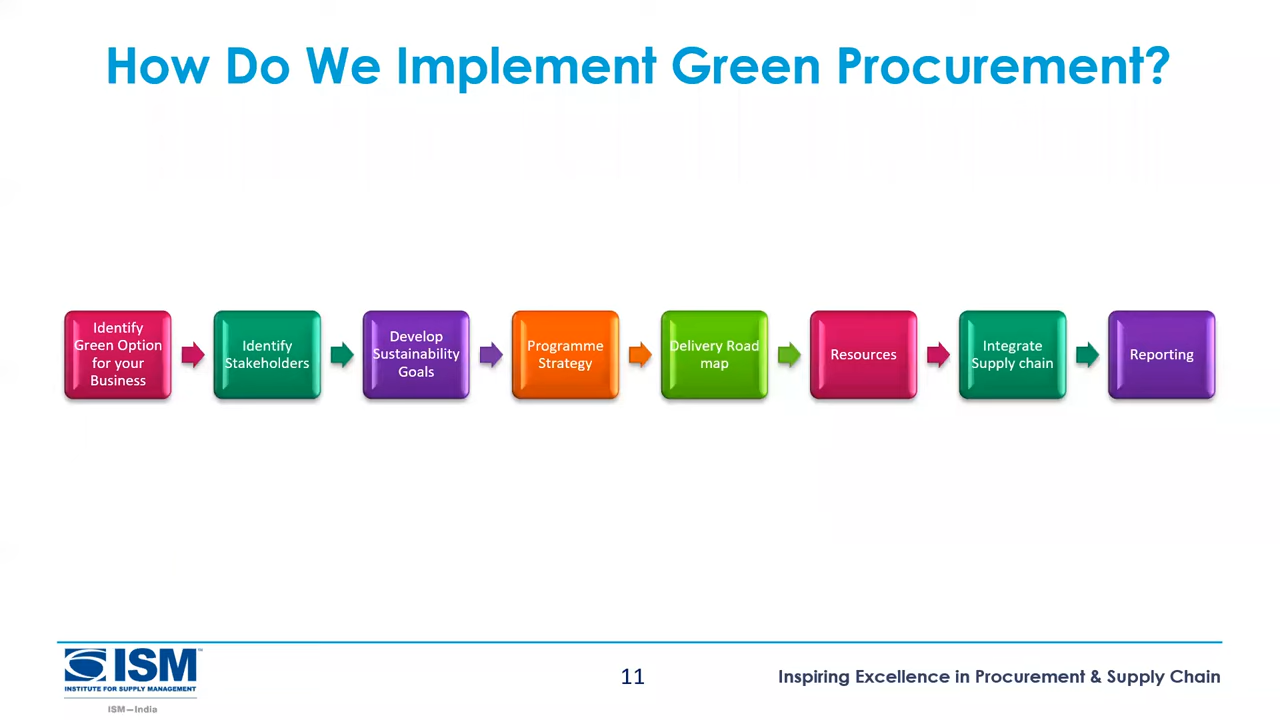 How Do We Implement Green Procurement?
Identify
Green Option
for your
Business
Identify
Stakeholders
Develop
Sustainability
Goals
Programme
Strategy
Delivery Road
map
Resources
Integrate
Supply chain
Reporting
ISM™
INSTITUTE FOR SUPPLY MANAGEMENT
ISM—India
11
Inspiring Excellence in Procurement & Supply Chain